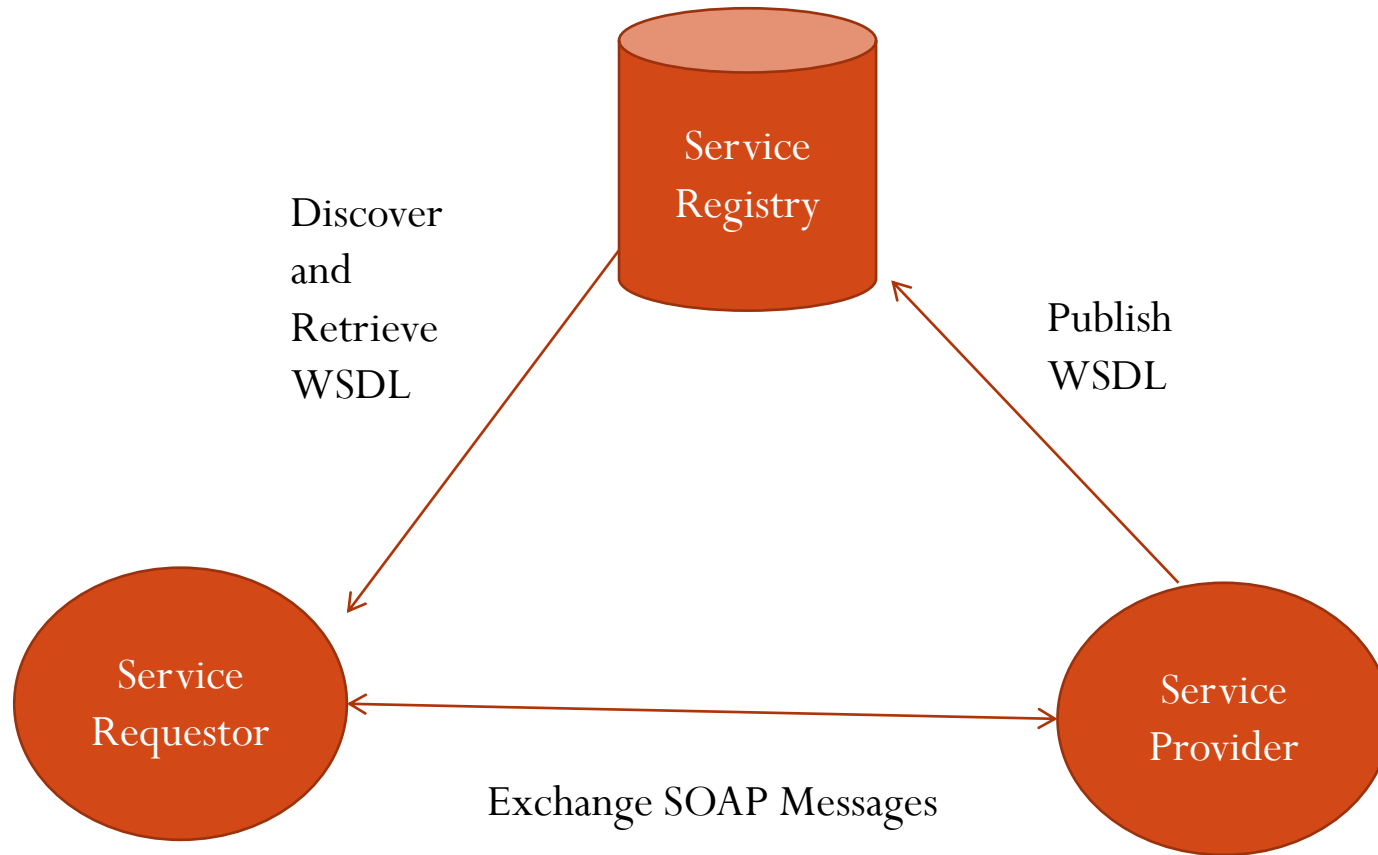 Service
Registry
Discover
and
Retrieve
WSDL
Publish
WSDL
Service
Requestor
Service
Provider
Exchange SOAP Messages